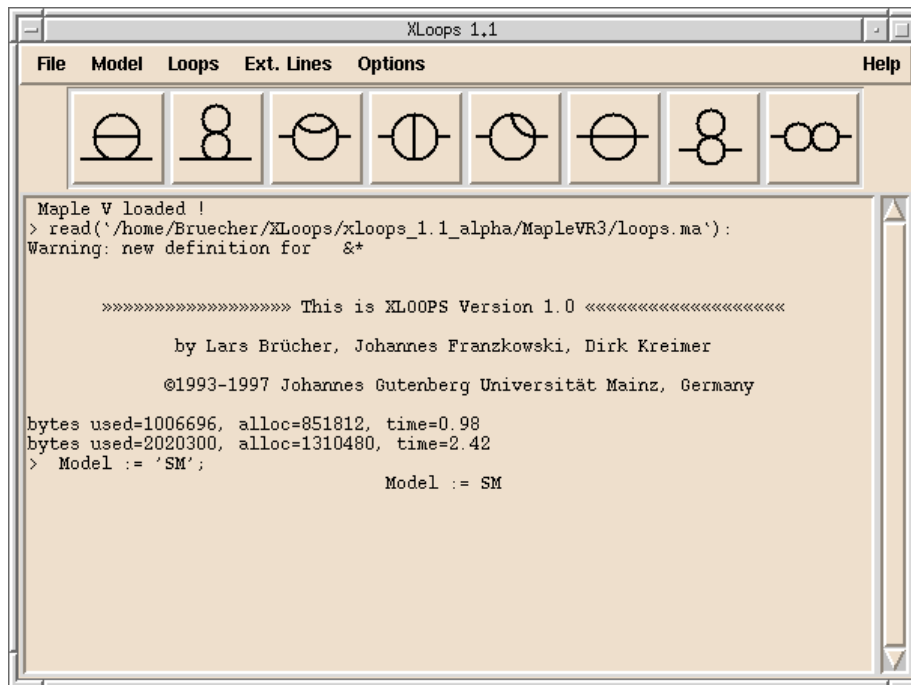 XLoops 1.1
File Model Loops Ext. Lines Options Help
Maple V loaded !
> read(`/home/Bruecher/XLoops/xloops_1.1_alpha/MapleVR3/loops.ma`):
Warning: new definition for   &*
»»»»»»»»»»»»»»»»»» This is XLOOPS Version 1.0 «««««««««««««««««««
by Lars Brücher, Johannes Franzkowski, Dirk Kreimer
©1993-1997 Johannes Gutenberg Universität Mainz, Germany
bytes used=1006696, alloc=851812, time=0.98
bytes used=2020300, alloc=1310480, time=2.42
>  Model := 'SM';
Model := SM